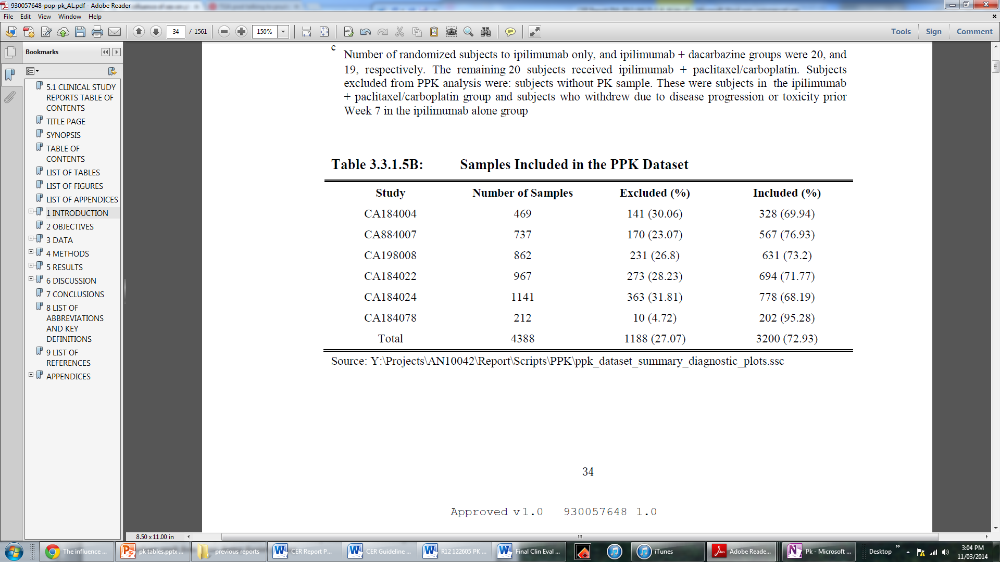 930057648-pop-pk_AL.pdf - Adobe Reader
File Edit View Window Help
34 / 1561 150% Tools Sign Comment
Bookmarks
5.1 CLINICAL STUDY
REPORTS TABLE OF
CONTENTS
TITLE PAGE
SYNOPSIS
TABLE OF
CONTENTS
LIST OF TABLES
LIST OF FIGURES
LIST OF APPENDICES
1 INTRODUCTION
2 OBJECTIVES
3 DATA
4 METHODS
5 RESULTS
6 DISCUSSION
7 CONCLUSIONS
8 LIST OF
ABBREVIATIONS
AND KEY
DEFINITIONS
9 LIST OF
REFERENCES
APPENDICES
c Number of randomized subjects to ipilimumab only, and ipilimumab + dacarbazine groups were 20, and
19, respectively. The remaining 20 subjects received ipilimumab + paclitaxel/carboplatin. Subjects
excluded from PPK analysis were: subjects without PK sample. These were subjects in the ipilimumab
+ paclitaxel/carboplatin group and subjects who withdrew due to disease progression or toxicity prior
Week 7 in the ipilimumab alone group
Table 3.3.1.5B: Samples Included in the PPK Dataset
Study Number of Samples Excluded (%) Included (%)
CA184004 469 141 (30.06) 328 (69.94)
CA884007 737 170 (23.07) 567 (76.93)
CA198008 862 231 (26.8) 631 (73.2)
CA184022 967 273 (28.23) 694 (71.77)
CA184024 1141 363 (31.81) 778 (68.19)
CA184078 212 10 (4.72) 202 (95.28)
Total 4388 1188 (27.07) 3200 (72.93)
Source: Y:\Projects\AN10042\Report\Scripts\PPK\ppk_dataset_summary_diagnostic_plots.ssc
34
Approved v1.0 930057648 1.0
8.50 x 11.00 in
The influence ... pk tables.pptx ... previous reports CER Report P... CER Guideline ... R12 122605 PK ... Final Clin Eval ... iTunes Adobe Reade... Pk - Microsoft ... Desktop
3:04 PM
11/03/2014